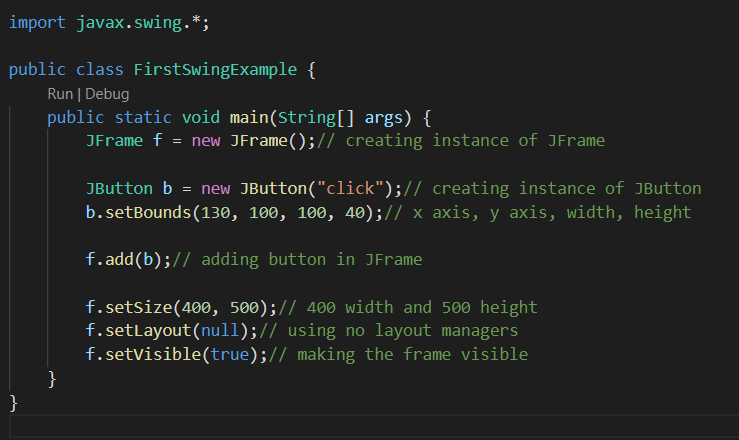 import javax.swing.*;
public class FirstSwingExample {
Run | Debug
public static void main(String[] args) {
JFrame f = new JFrame();// creating instance of JFrame
JButton b = new JButton("click");// creating instance of JButton
b.setBounds(130, 100, 100, 40);// x axis, y axis, width, height
f.add(b);// adding button in JFrame
f.setSize(400, 500);// 400 width and 500 height
f.setLayout(null);// using no layout managers
f.setVisible(true);// making the frame visible
}
}